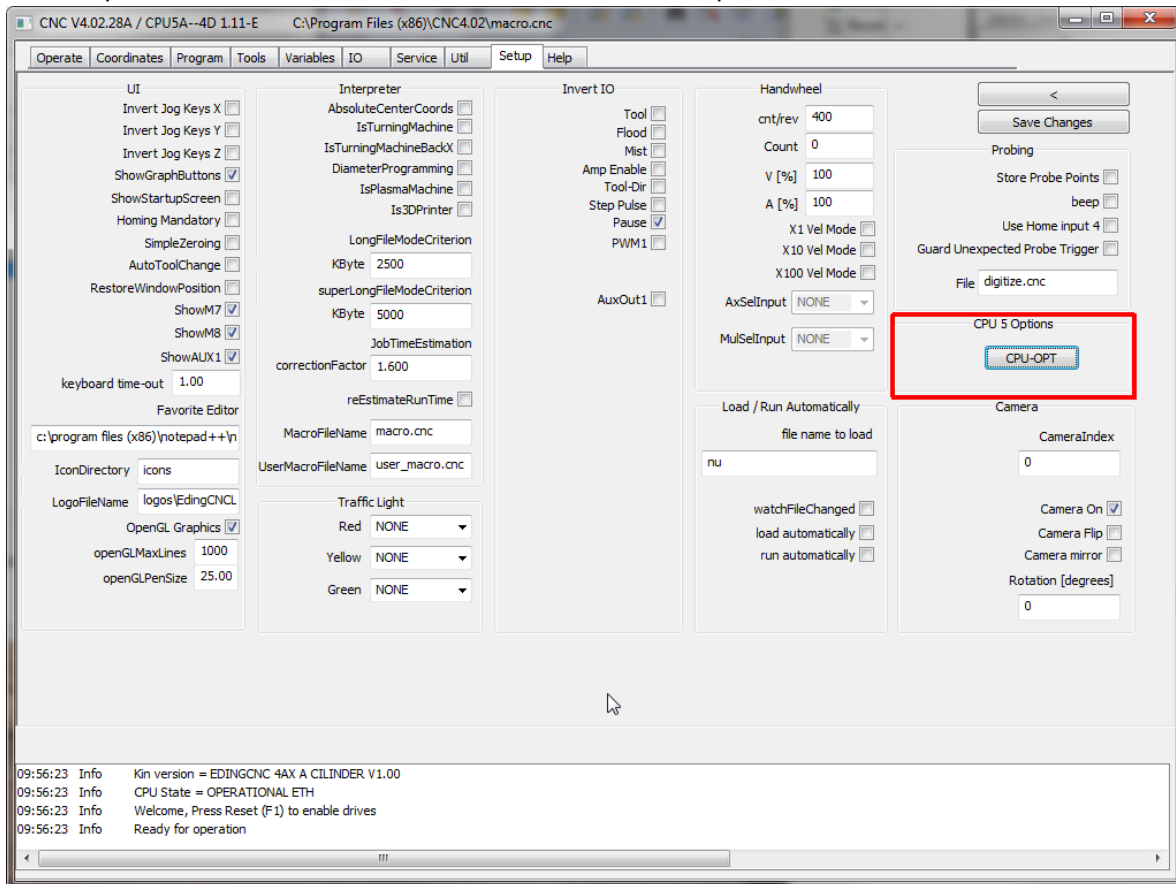 CNC V4.02.28A / CPU5A--4D 1.11-E C:\Program Files (x86)\CNC4.02\macro.cnc
Operate Coordinates Program Tools Variables IO Service Util Setup Help
UI
Invert Jog Keys X
Invert Jog Keys Y
Invert Jog Keys Z
ShowGraphButtons
ShowStartupScreen
Homing Mandatory
SimpleZeroing
AutoToolChange
RestoreWindowPosition
ShowM7
ShowM8
ShowAUX1
keyboard time-out 1.00
Favorite Editor
c:\program files (x86)\notepad++\n
IconDirectory icons
LogoFileName logos\EdingCNCL
OpenGL Graphics
openGLMaxLines 1000
openGLPenSize 25.00
Interpreter
AbsoluteCenterCoords
IsTurningMachine
IsTurningMachineBackX
DiameterProgramming
IsPlasmaMachine
Is3DPrinter
LongFileModeCriterion
KByte 2500
superLongFileModeCriterion
KByte 5000
JobTimeEstimation
correctionFactor 1.600
reEstimateRunTime
MacroFileName macro.cnc
UserMacroFileName user_macro.cnc
Traffic Light
Red NONE
Yellow NONE
Green NONE
Invert IO
Tool
Flood
Mist
Amp Enable
Tool-Dir
Step Pulse
Pause
PWM1
AuxOut1
Handwheel
cnt/rev 400
Count 0
V [%] 100
A [%] 100
X1 Vel Mode
X10 Vel Mode
X100 Vel Mode
AxSelInput NONE
MulSelInput NONE
Load / Run Automatically
file name to load
nu
watchFileChanged
load automatically
run automatically
<
Save Changes
Probing
Store Probe Points
beep
Use Home input 4
Guard Unexpected Probe Trigger
File digitize.cnc
CPU 5 Options
CPU-OPT
Camera
CameraIndex
0
Camera On
Camera Flip
Camera mirror
Rotation [degrees]
0
09:56:23 Info Kin version = EDINGCNC 4AX A CILINDER V1.00
09:56:23 Info CPU State = OPERATIONAL ETH
09:56:23 Info Welcome, Press Reset (F1) to enable drives
09:56:23 Info Ready for operation